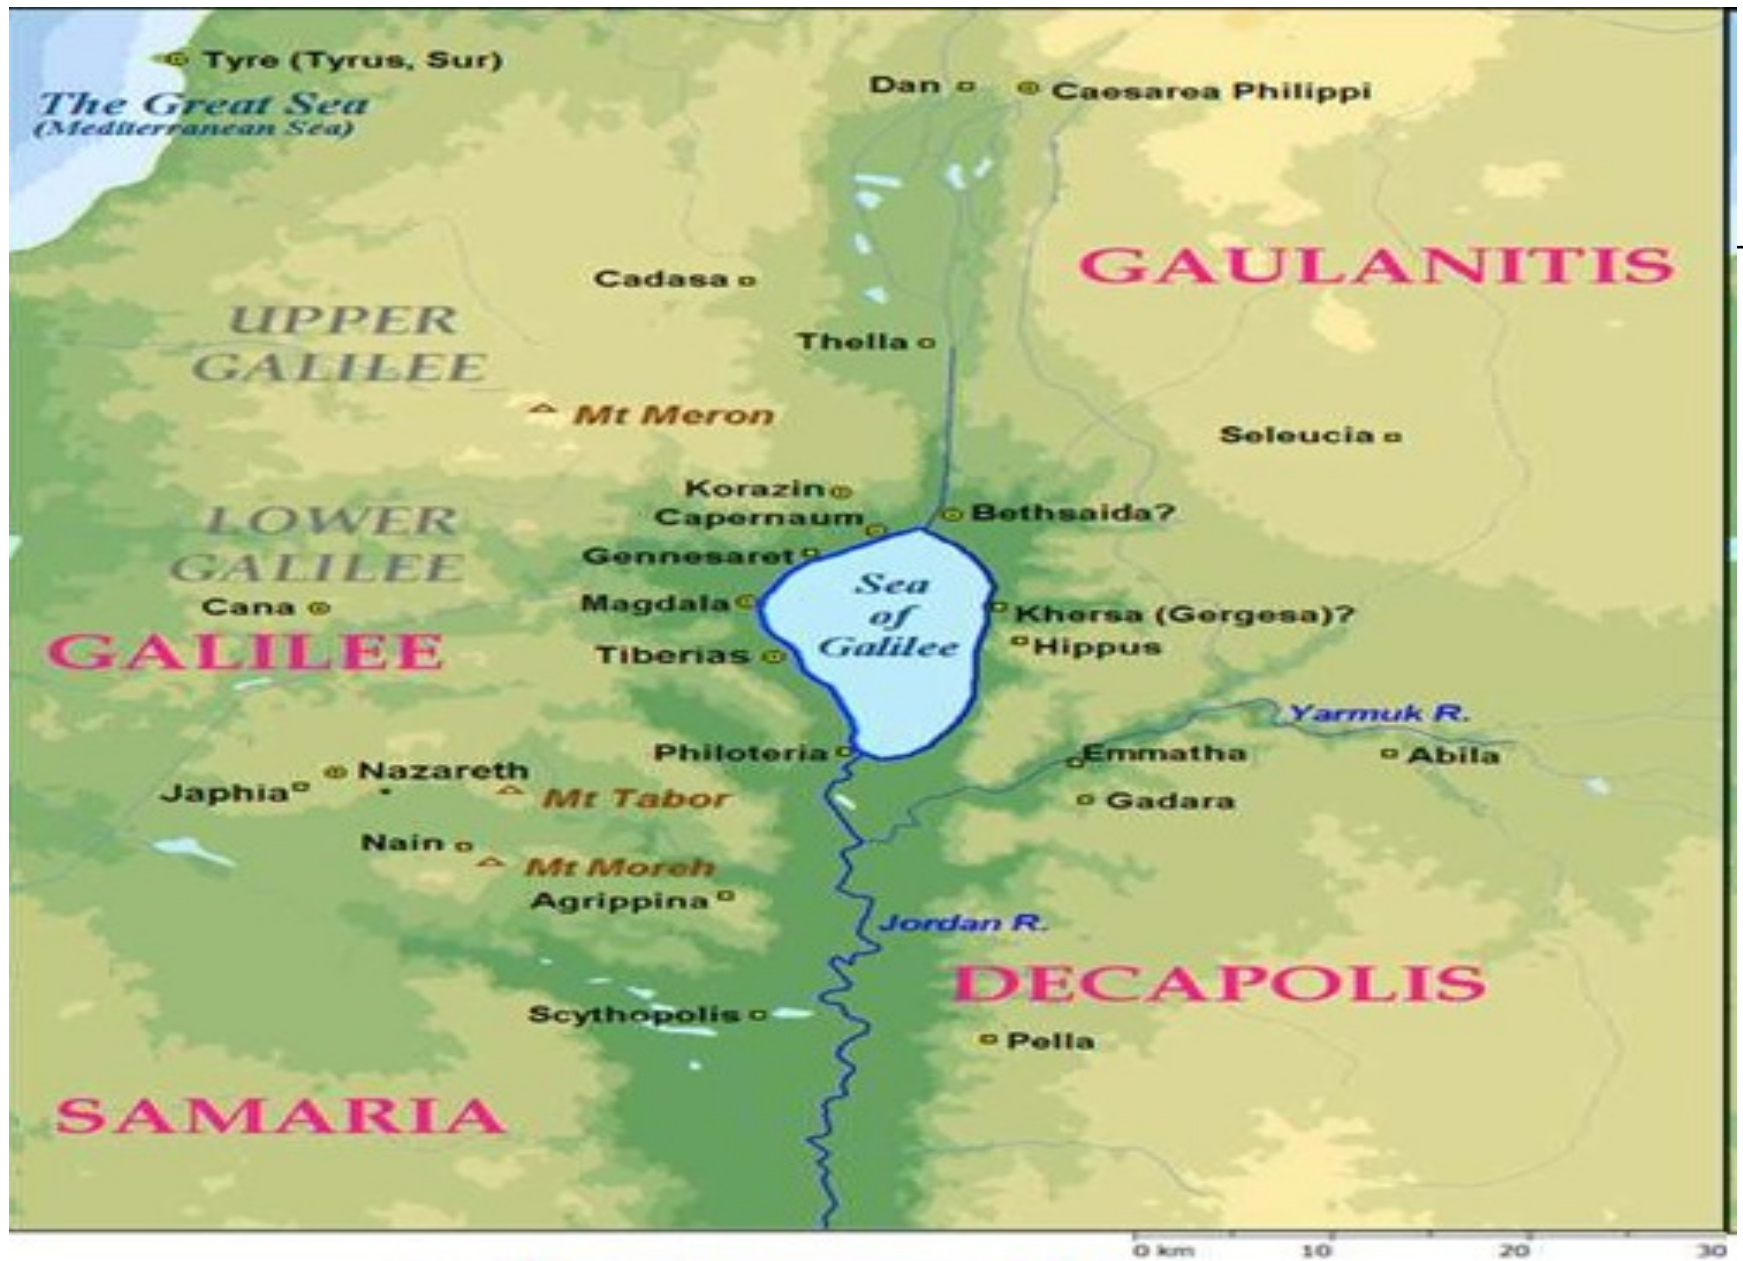 Tyre (Tyrus, Sur)
The Great Sea
(Mediterranean Sea)
Dan
Caesarea Philippi
GAULANITIS
Cadasa
UPPER
GALILEE
Thella
Mt Meron
Seleucia
Korazin
LOWER
GALILEE
Capernaum
Bethsaida?
Gennesaret
Sea
of
Galilee
Cana
Magdala
Khersa (Gergesa)?
GALILEE
Tiberias
Hippus
Yarmuk R.
Philoteria
Emmatha
Abila
Nazareth
Japhia
Mt Tabor
Gadara
Nain
Mt Moreh
Agrippina
Jordan R.
DECAPOLIS
Scythopolis
Pella
SAMARIA
0 km 10 20 30